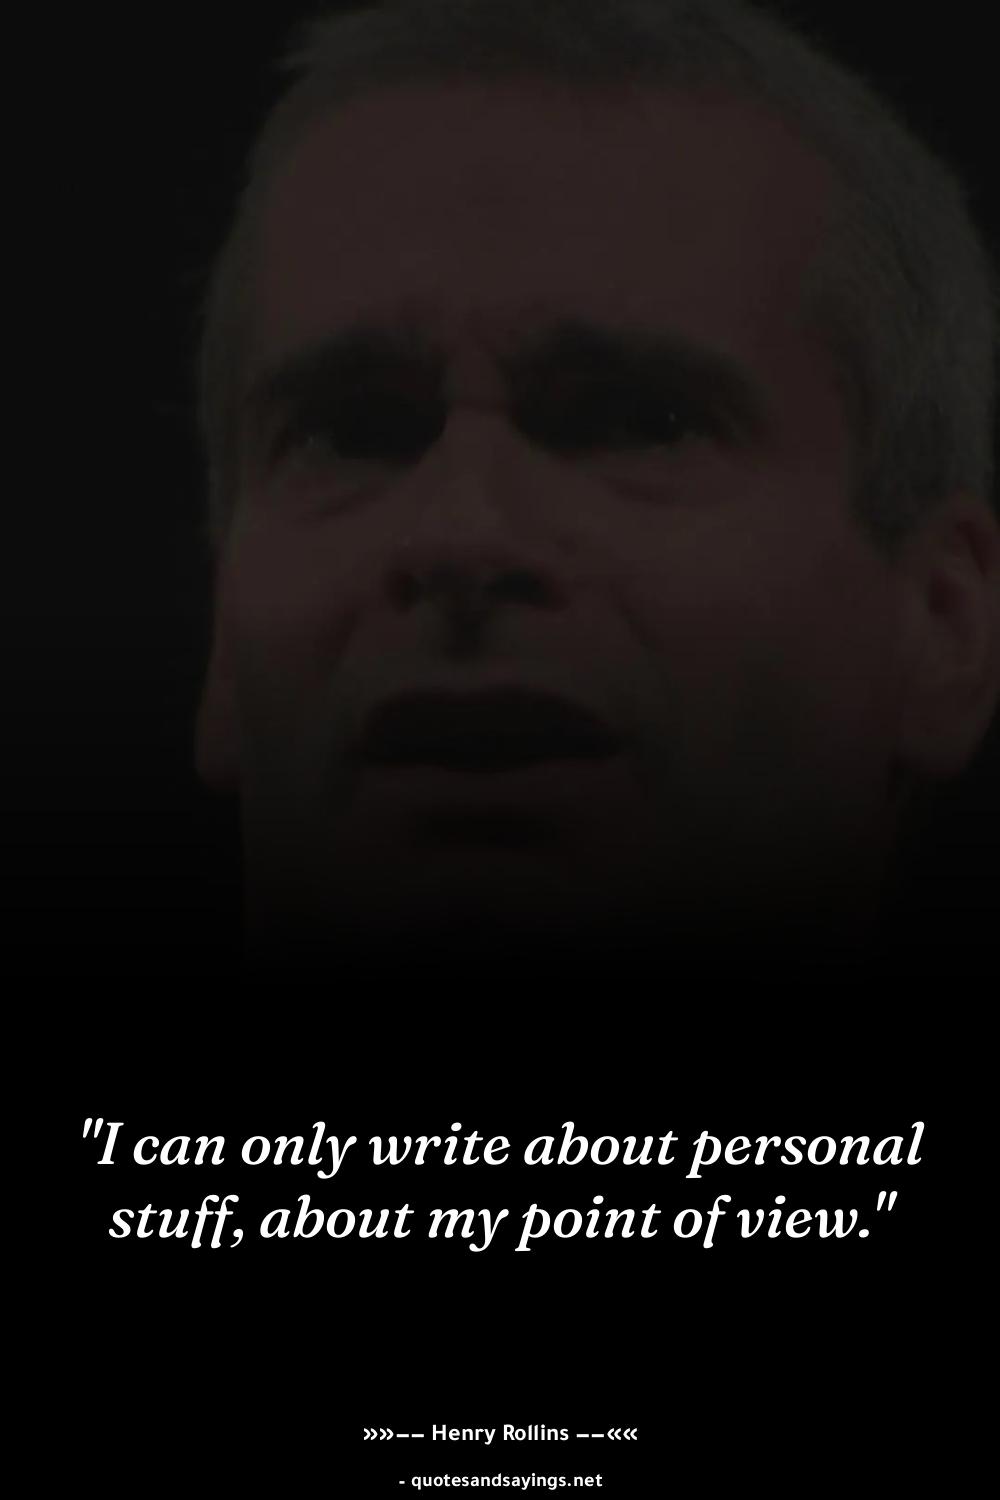 "I can only write about personal
stuff, about my point of view."
»»−− Henry Rollins −−««
- quotesandsayings.net